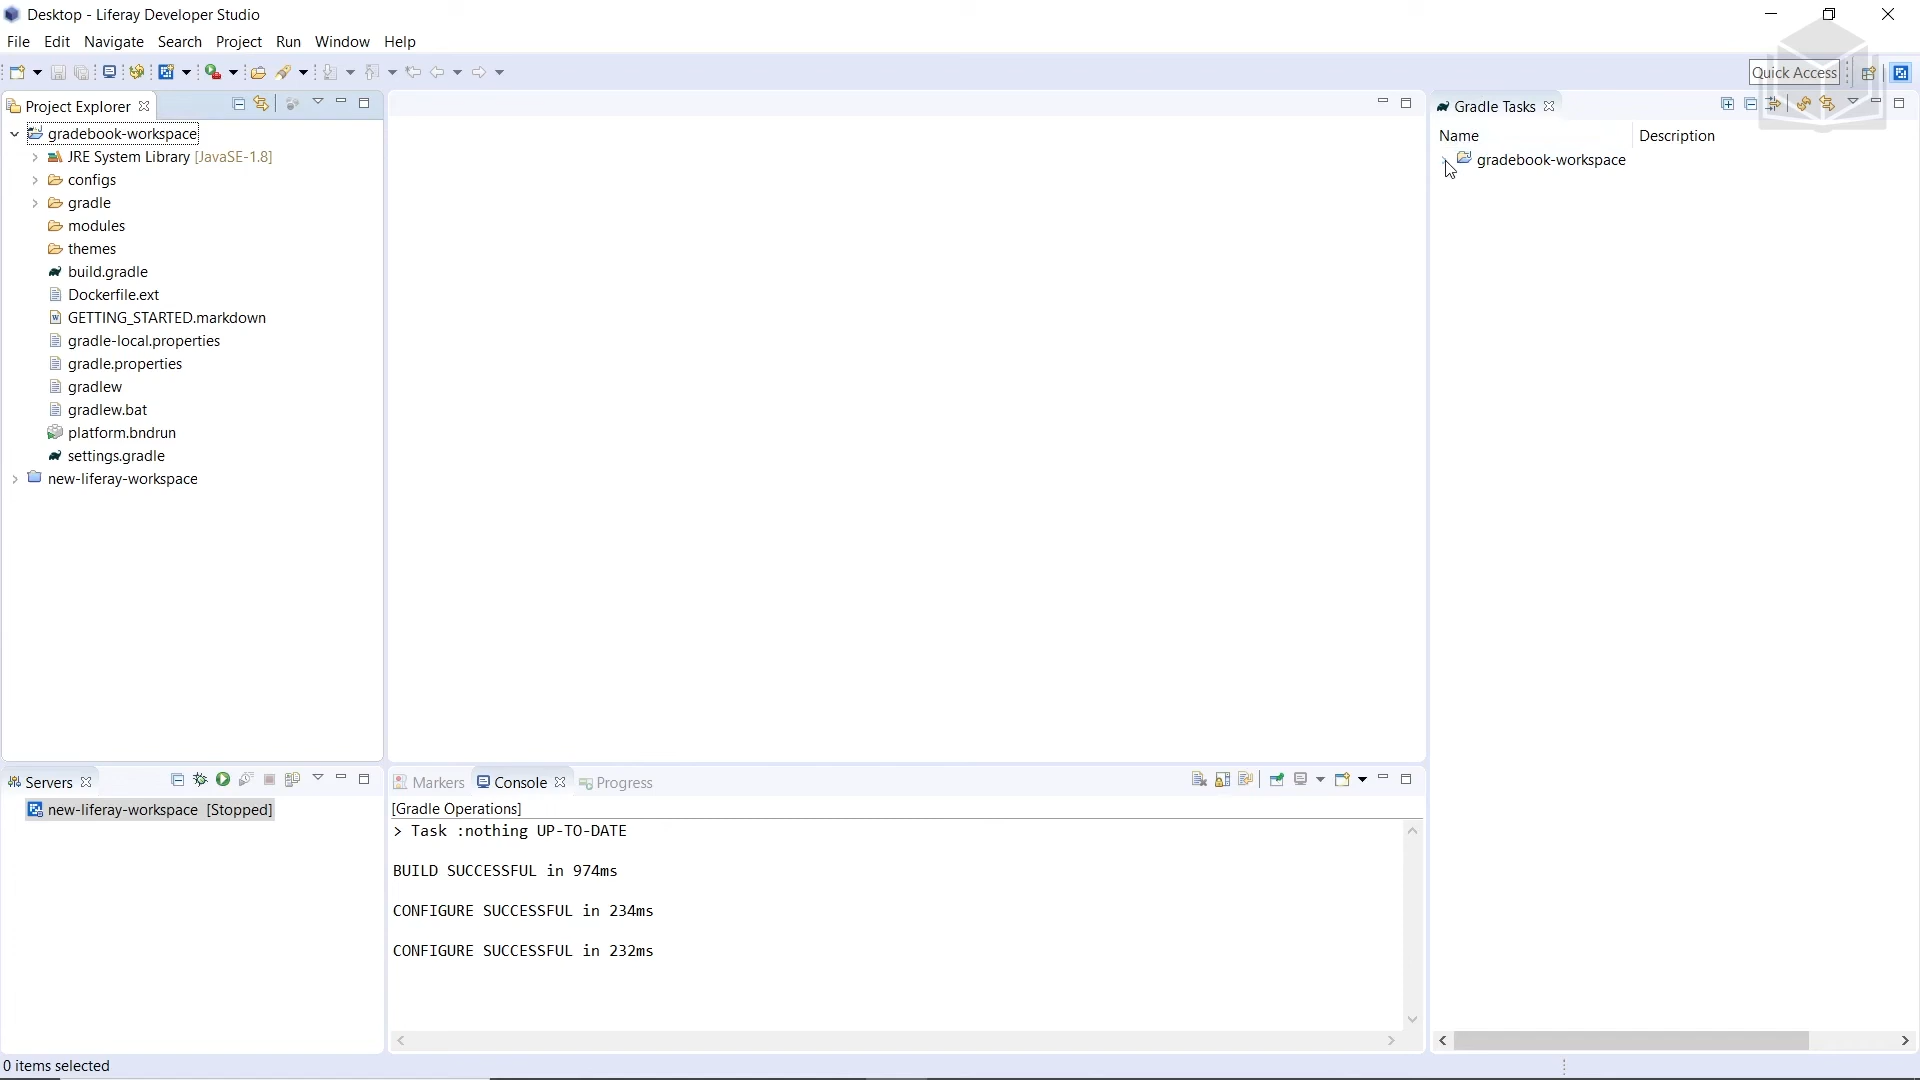 Desktop - Liferay Developer Studio
File Edit Navigate Search Project Run Window Help
Quick Access
Project Explorer
gradebook-workspace
JRE System Library [JavaSE-1.8]
configs
gradle
modules
themes
build.gradle
Dockerfile.ext
GETTING_STARTED.markdown
gradle-local.properties
gradle.properties
gradlew
gradlew.bat
platform.bndrun
settings.gradle
new-liferay-workspace
Gradle Tasks
Name Description
gradebook-workspace
Servers
new-liferay-workspace [Stopped]
Markers Console Progress
[Gradle Operations]
> Task :nothing UP-TO-DATE
BUILD SUCCESSFUL in 974ms
CONFIGURE SUCCESSFUL in 234ms
CONFIGURE SUCCESSFUL in 232ms
0 items selected